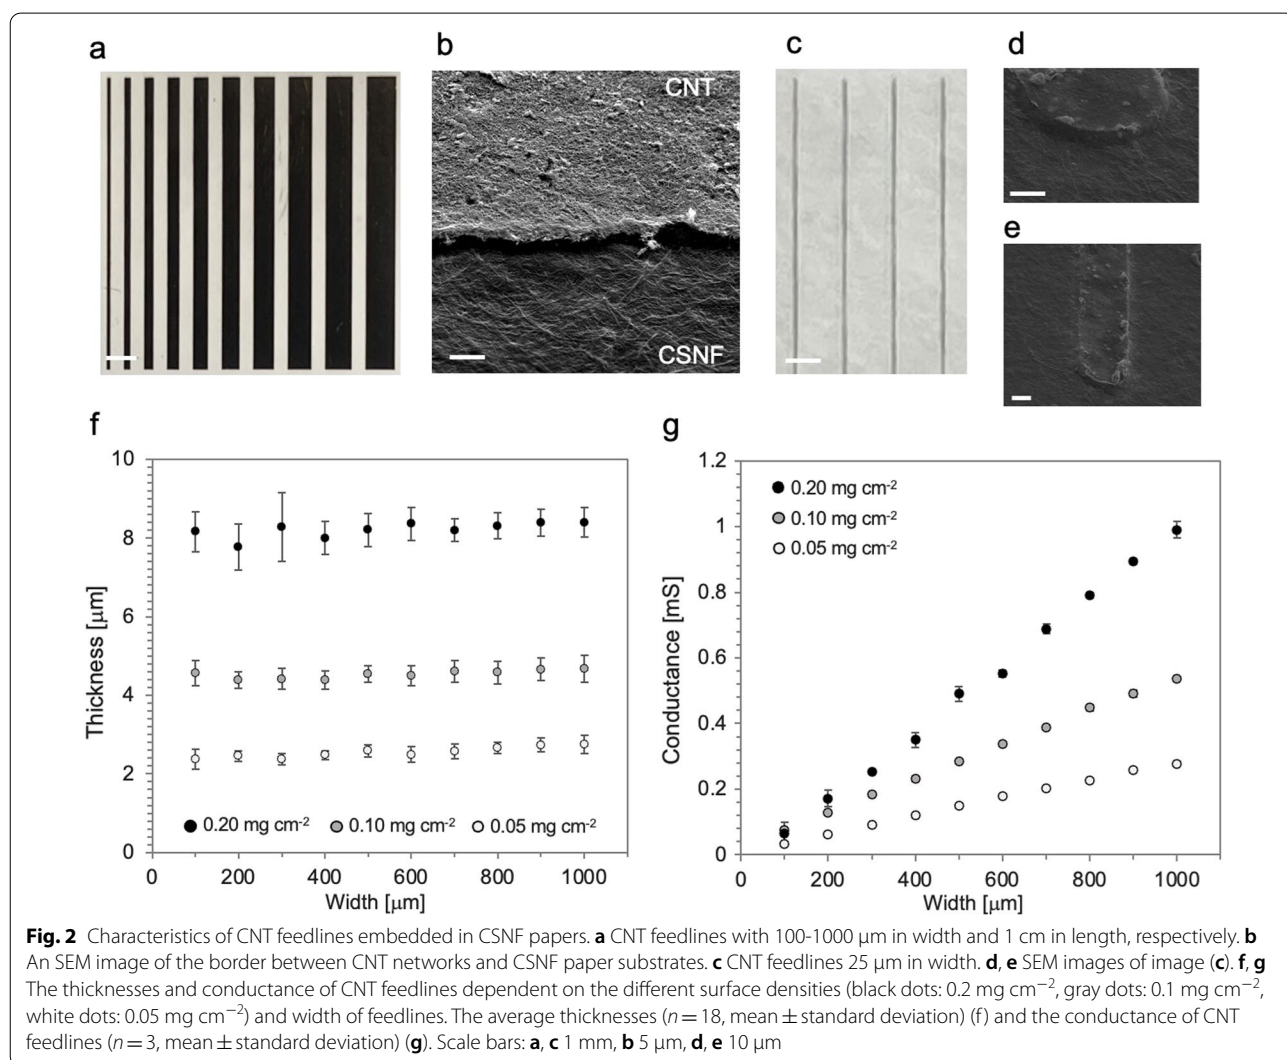 a
b
c
d
CNT
CSNF
e
f
10
8
6
4
2
0
Thickness [μm]
0.20 mg cm-2
0.10 mg cm-2
0.05 mg cm-2
0
200
400
600
800
1000
Width [μm]
g
1.2
1
0.8
0.6
0.4
0.2
0
Conductance [mS]
0.20 mg cm-2
0.10 mg cm-2
0.05 mg cm-2
0
200
400
600
800
1000
Width [μm]
Fig. 2 Characteristics of CNT feedlines embedded in CSNF papers. a CNT feedlines with 100-1000 μm in width and 1 cm in length, respectively. b
An SEM image of the border between CNT networks and CSNF paper substrates. c CNT feedlines 25 μm in width. d, e SEM images of image (c). f, g
The thicknesses and conductance of CNT feedlines dependent on the different surface densities (black dots: 0.2 mg cm−2, gray dots: 0.1 mg cm−2,
white dots: 0.05 mg cm−2) and width of feedlines. The average thicknesses (n = 18, mean ± standard deviation) (f) and the conductance of CNT
feedlines (n = 3, mean ± standard deviation) (g). Scale bars: a, c 1 mm, b 5 μm, d, e 10 μm